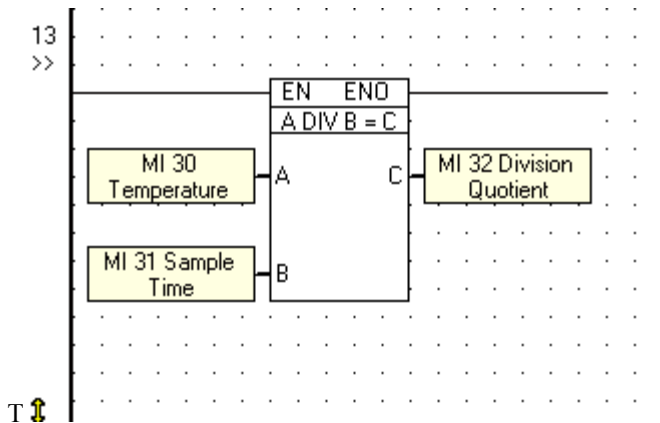 13
>>
EN ENO
A DIV B = C
MI 30
Temperature
A
C
MI 32 Division
Quotient
MI 31 Sample
Time
B
T